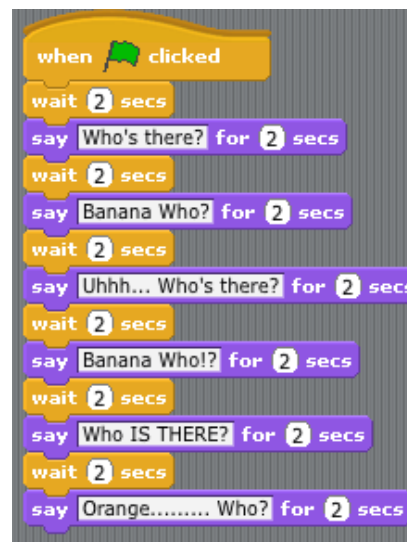 when clicked
wait 2 secs
say Who's there? for 2 secs
wait 2 secs
say Banana Who? for 2 secs
wait 2 secs
say Uhhh... Who's there? for 2 secs
wait 2 secs
say Banana Who!? for 2 secs
wait 2 secs
say Who IS THERE? for 2 secs
wait 2 secs
say Orange......... Who? for 2 secs